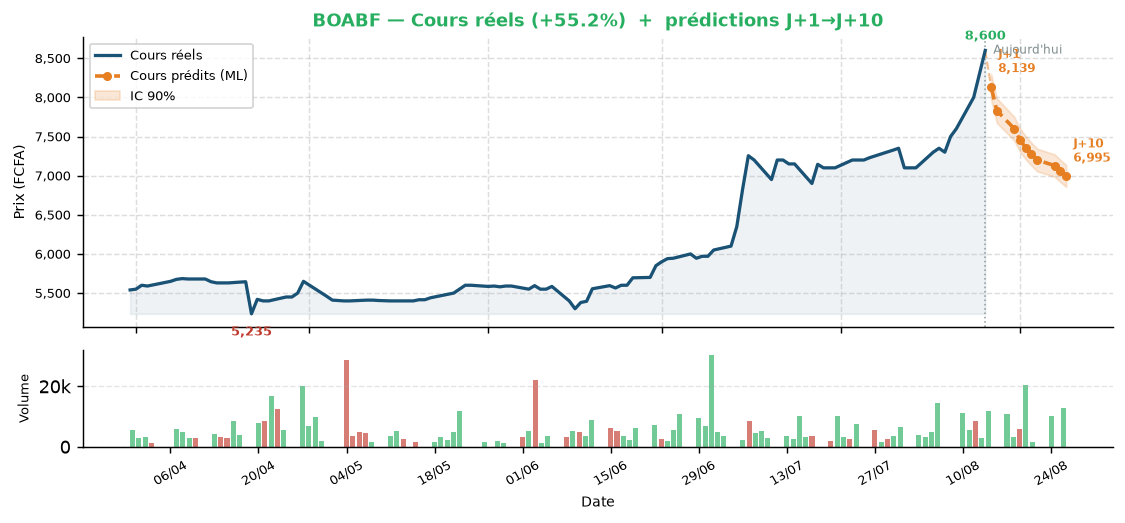 BOABF — Cours réels (+55.2%)  +  prédictions J+1→J+10
Cours réels
Cours prédits (ML)
IC 90%
8,600
Aujourd'hui
J+1
8,139
J+10
6,995
5,235
Prix (FCFA)
8,500
8,000
7,500
7,000
6,500
6,000
5,500
Volume
20k
0
06/04
20/04
04/05
18/05
01/06
15/06
29/06
13/07
27/07
10/08
24/08
Date